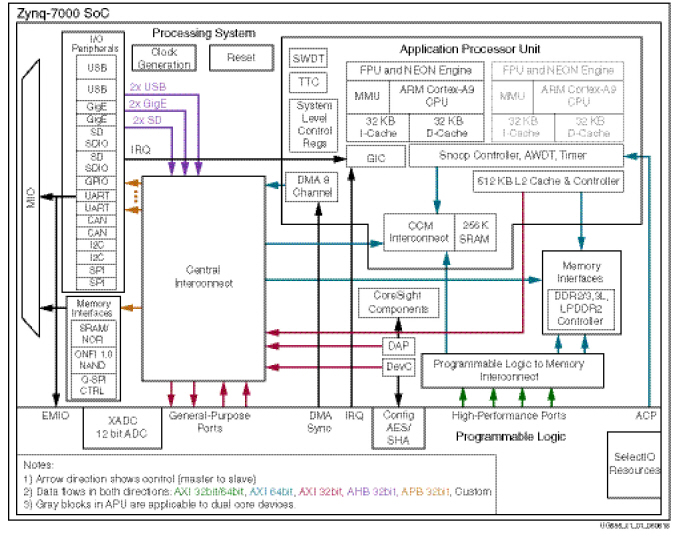 Zynq-7000 SoC
Processing System
I/O
Peripherals
USB
USB
GigE
GigE
SD
SDIO
SD
SDIO
GPIO
UART
UART
CAN
CAN
I2C
I2C
SPI
SPI
MIO
Clock
Generation
Reset
2x USB
2x GigE
2x SD
IRQ
SWDT
TTC
System
Level
Control
Regs
Application Processor Unit
FPU and NEON Engine
MMU
ARM Cortex-A9
CPU
32 KB
I-Cache
32 KB
D-Cache
FPU and NEON Engine
MMU
ARM Cortex-A9
CPU
32 KB
I-Cache
32 KB
D-Cache
GIC
Snoop Controller, AWDT, Timer
DMA 8
Channel
512 KB L2 Cache & Controller
OCM
Interconnect
256 K
SRAM
Central
Interconnect
Memory
Interfaces
DDR2/3,3L,
LPDDR2
Controller
CoreSight
Components
DAP
DevC
Programmable Logic to Memory
Interconnect
Memory
Interfaces
SRAM/
NOR
ONFI 1.0
NAND
Q-SPI
CTRL
EMIO
XADC
12 bit ADC
General-Purpose
Ports
DMA
Sync
IRQ
Config
AES/
SHA
High-Performance Ports
ACP
Programmable Logic
SelectIO
Resources
Notes:
1) Arrow direction shows control (master to slave)
2) Data flows in both directions: AXI 32bit/64bit, AXI 64bit, AXI 32bit, AHB 32bit, APB 32bit, Custom
3) Gray blocks in APU are applicable to dual core devices.